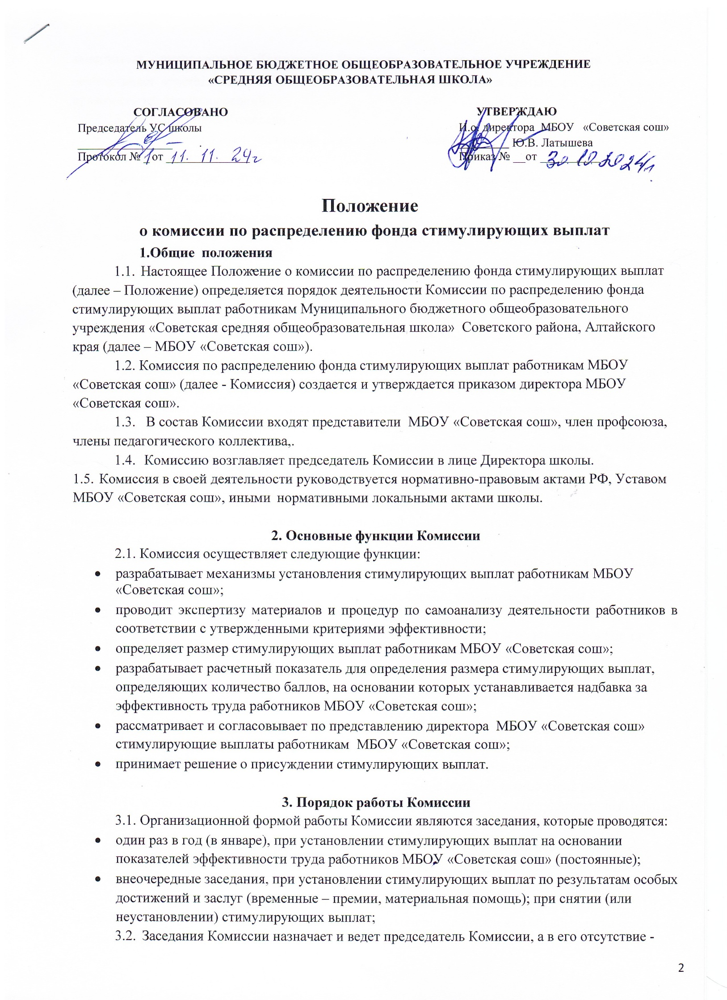 МУНИЦИПАЛЬНОЕ БЮДЖЕТНОЕ ОБЩЕОБРАЗОВАТЕЛЬНОЕ УЧРЕЖДЕНИЕ
«СРЕДНЯЯ ОБЩЕОБРАЗОВАТЕЛЬНАЯ ШКОЛА»
СОГЛАСОВАНО
Председатель УС школы
Протокол № 1 от 11. 11. 24г
УТВЕРЖДАЮ
И.о. директора МБОУ «Советская сош»
Ю.В. Латышева
Приказ № __от 30.10.2024г.
Положение
о комиссии по распределению фонда стимулирующих выплат
1.Общие положения
1.1. Настоящее Положение о комиссии по распределению фонда стимулирующих выплат
(далее – Положение) определяется порядок деятельности Комиссии по распределению фонда
стимулирующих выплат работникам Муниципального бюджетного общеобразовательного
учреждения «Советская средняя общеобразовательная школа» Советского района, Алтайского
края (далее – МБОУ «Советская сош»).
1.2. Комиссия по распределению фонда стимулирующих выплат работникам МБОУ
«Советская сош» (далее - Комиссия) создается и утверждается приказом директора МБОУ
«Советская сош».
1.3. В состав Комиссии входят представители МБОУ «Советская сош», член профсоюза,
члены педагогического коллектива,.
1.4. Комиссию возглавляет председатель Комиссии в лице Директора школы.
1.5. Комиссия в своей деятельности руководствуется нормативно-правовым актами РФ, Уставом
МБОУ «Советская сош», иными нормативными локальными актами школы.
2. Основные функции Комиссии
2.1. Комиссия осуществляет следующие функции:
• разрабатывает механизмы установления стимулирующих выплат работникам МБОУ
«Советская сош»;
• проводит экспертизу материалов и процедур по самоанализу деятельности работников в
соответствии с утвержденными критериями эффективности;
• определяет размер стимулирующих выплат работникам МБОУ «Советская сош»;
• разрабатывает расчетный показатель для определения размера стимулирующих выплат,
определяющих количество баллов, на основании которых устанавливается надбавка за
эффективность труда работников МБОУ «Советская сош»;
• рассматривает и согласовывает по представлению директора МБОУ «Советская сош»
стимулирующие выплаты работникам МБОУ «Советская сош»;
• принимает решение о присуждении стимулирующих выплат.
3. Порядок работы Комиссии
3.1. Организационной формой работы Комиссии являются заседания, которые проводятся:
• один раз в год (в январе), при установлении стимулирующих выплат на основании
показателей эффективности труда работников МБОУ «Советская сош» (постоянные);
• внеочередные заседания, при установлении стимулирующих выплат по результатам особых
достижений и заслуг (временные – премии, материальная помощь); при снятии (или
неустановлении) стимулирующих выплат;
3.2. Заседания Комиссии назначает и ведет председатель Комиссии, а в его отсутствие -
2